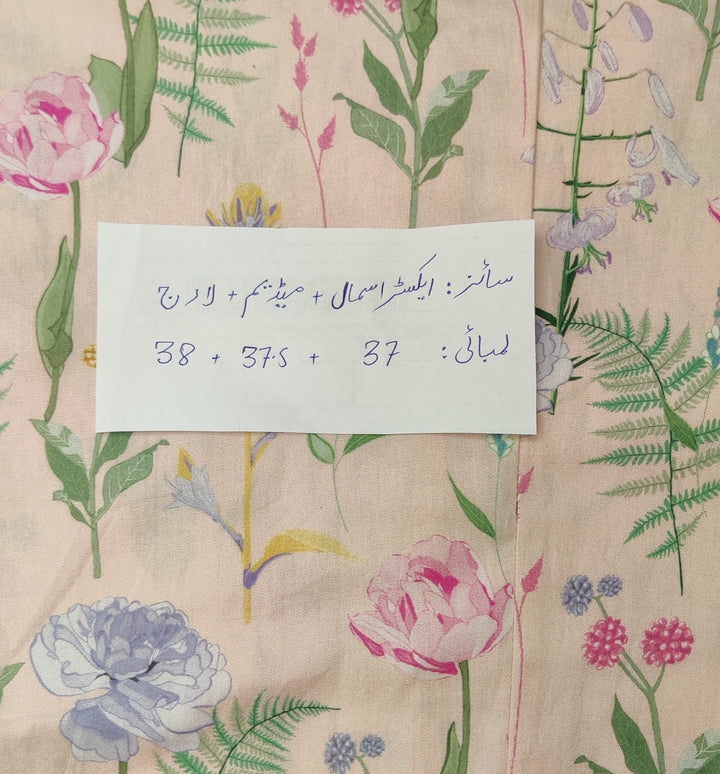 سائز: ایکسٹرا سمال + میڈیم + لارج
لمبائی: 37 + 37.5 + 38